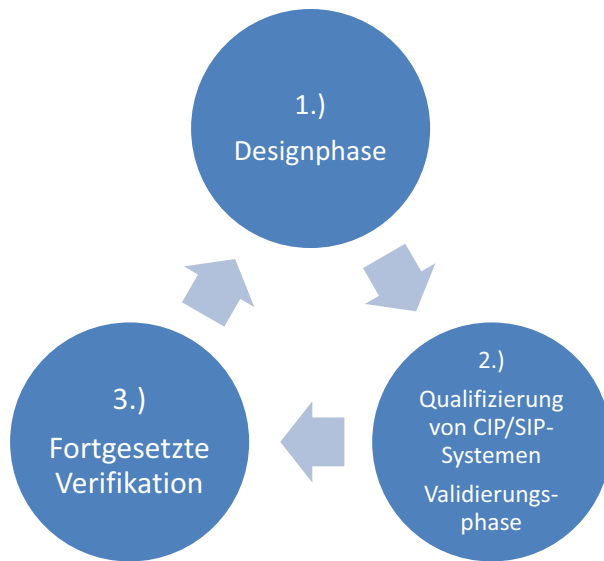 1.)
Designphase
2.)
Qualifizierung
von CIP/SIP-
Systemen
Validierungs-
phase
3.)
Fortgesetzte
Verifikation